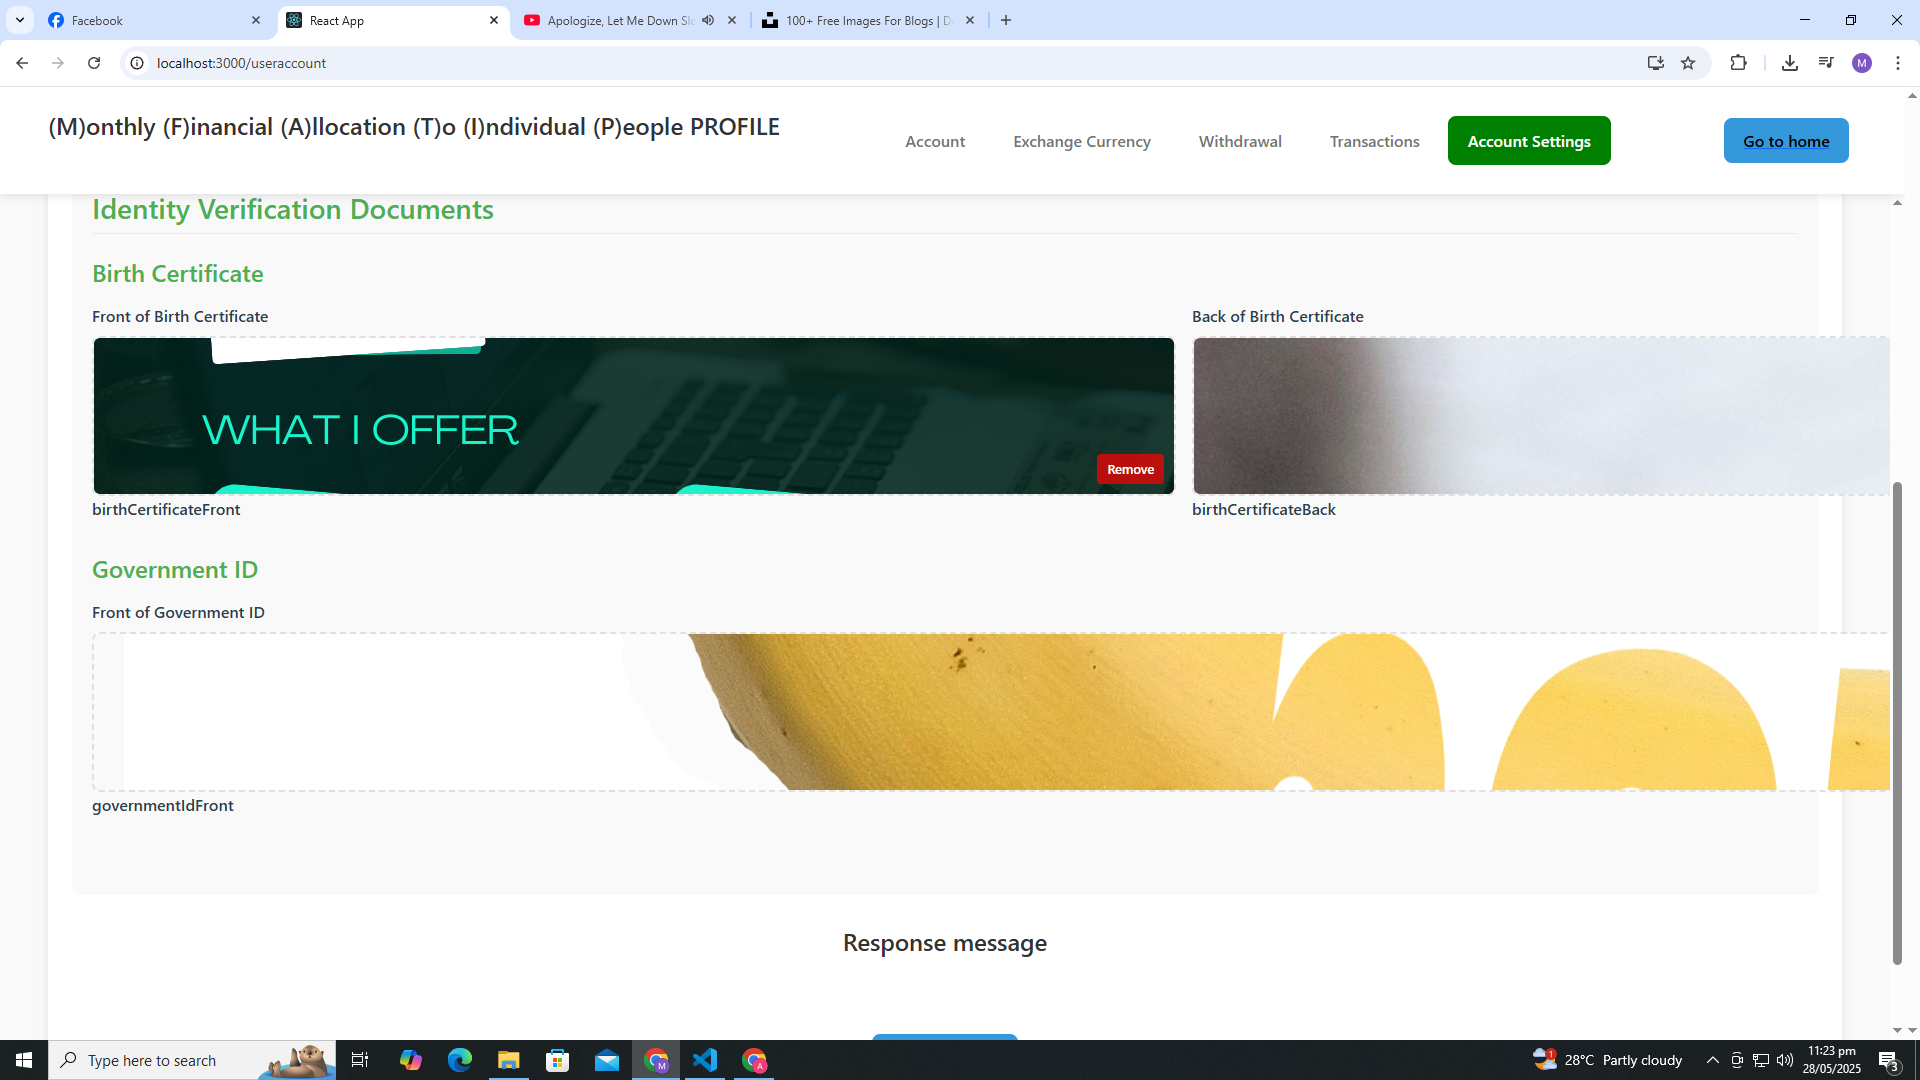 Facebook
React App
Apologize, Let Me Down Slo
100+ Free Images For Blogs | D
localhost:3000/useraccount
M
(M)onthly (F)inancial (A)llocation (T)o (I)ndividual (P)eople PROFILE
Account
Exchange Currency
Withdrawal
Transactions
Account Settings
Go to home
Identity Verification Documents
Birth Certificate
Front of Birth Certificate
Back of Birth Certificate
WHAT I OFFER
Remove
birthCertificateFront
birthCertificateBack
Government ID
Front of Government ID
governmentIdFront
Response message
Type here to search
M
A
1
28°C Partly cloudy
11:23 pm
28/05/2025
3